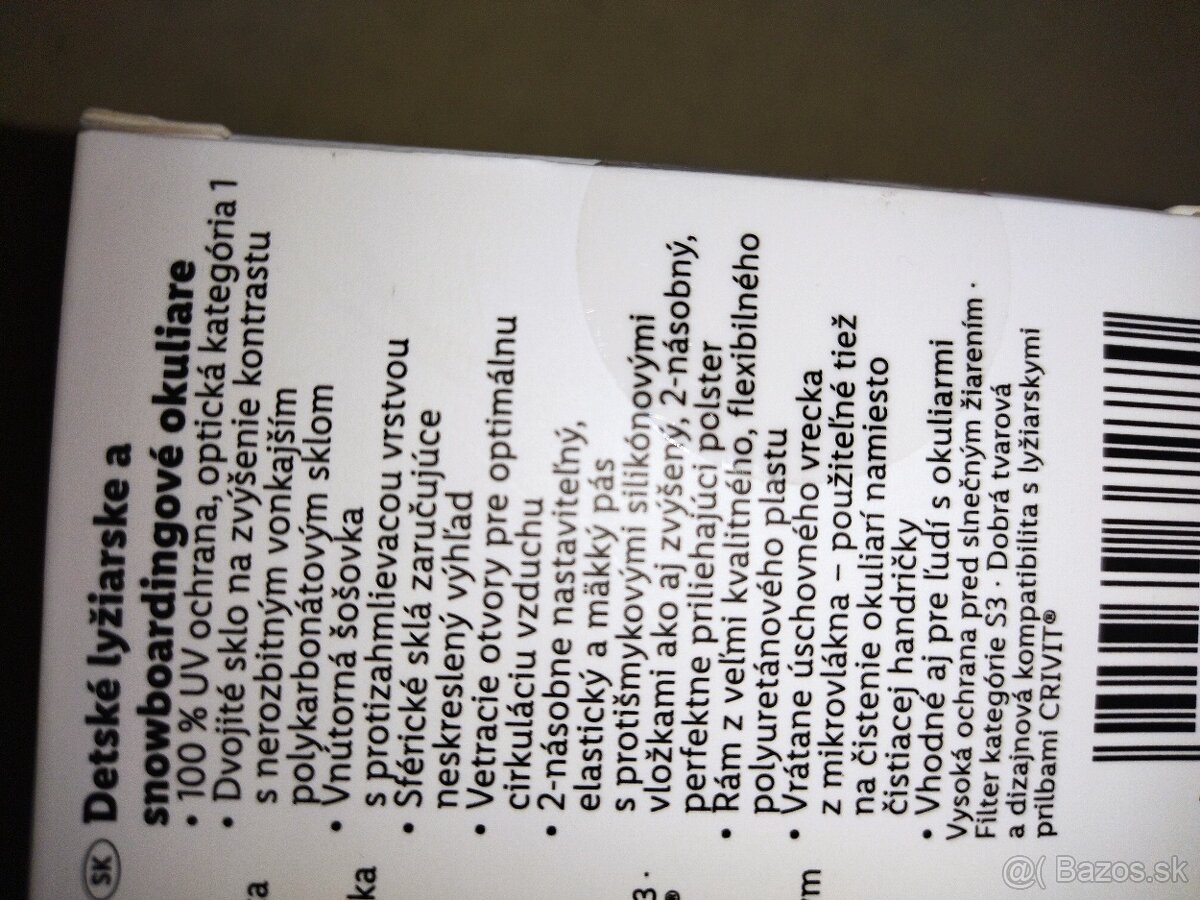 SK Detské lyžiarske a
snowboardingové okuliare
• 100 % UV ochrana, optická kategória 1
• Dvojité sklo na zvýšenie kontrastu
s nerozbitným vonkajším
polykarbonátovým sklom
• Vnútorná šošovka
s protizahmlievacou vrstvou
• Sférické sklá zaručujúce
neskreslený výhľad
• Vetracie otvory pre optimálnu
cirkuláciu vzduchu
• 2-násobne nastaviteľný,
elastický a mäkký pás
s protišmykovými silikónovými
vložkami ako aj zvýšený, 2-násobný,
perfektne priliehajúci polster
• Rám z veľmi kvalitného, flexibilného
polyuretánového plastu
• Vrátane úschovného vrecka
z mikrovlákna – použiteľné tiež
na čistenie okuliarí namiesto
čistiacej handričky
• Vhodné aj pre ľudí s okuliarmi
Vysoká ochrana pred slnečným žiarením ·
Filter kategórie S3 · Dobrá tvarová
a dizajnová kompatibilita s lyžiarskymi
prilbami CRIVIT®
ka
3 ·
®
rm
@( Bazos.sk